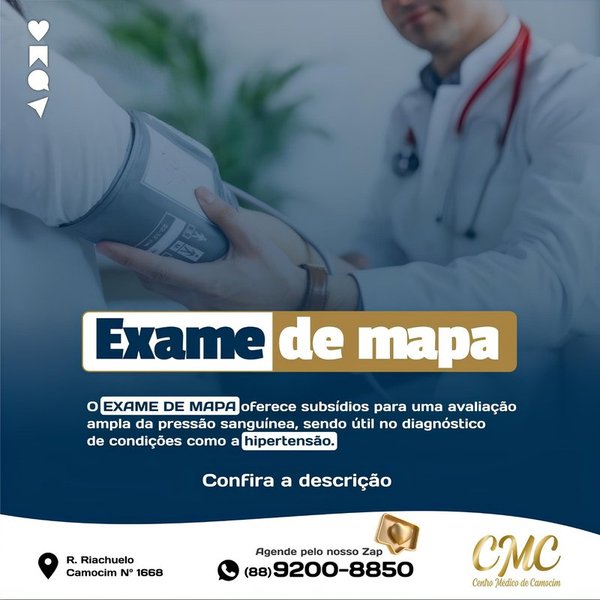 Exame de mapa
O EXAME DE MAPA oferece subsídios para uma avaliação
ampla da pressão sanguínea, sendo útil no diagnóstico
de condições como a hipertensão.
Confira a descrição
R. Riachuelo
Camocim Nº 1668
Agende pelo nosso Zap
(88) 9200-8850
CMC
Centro Médico de Camocim